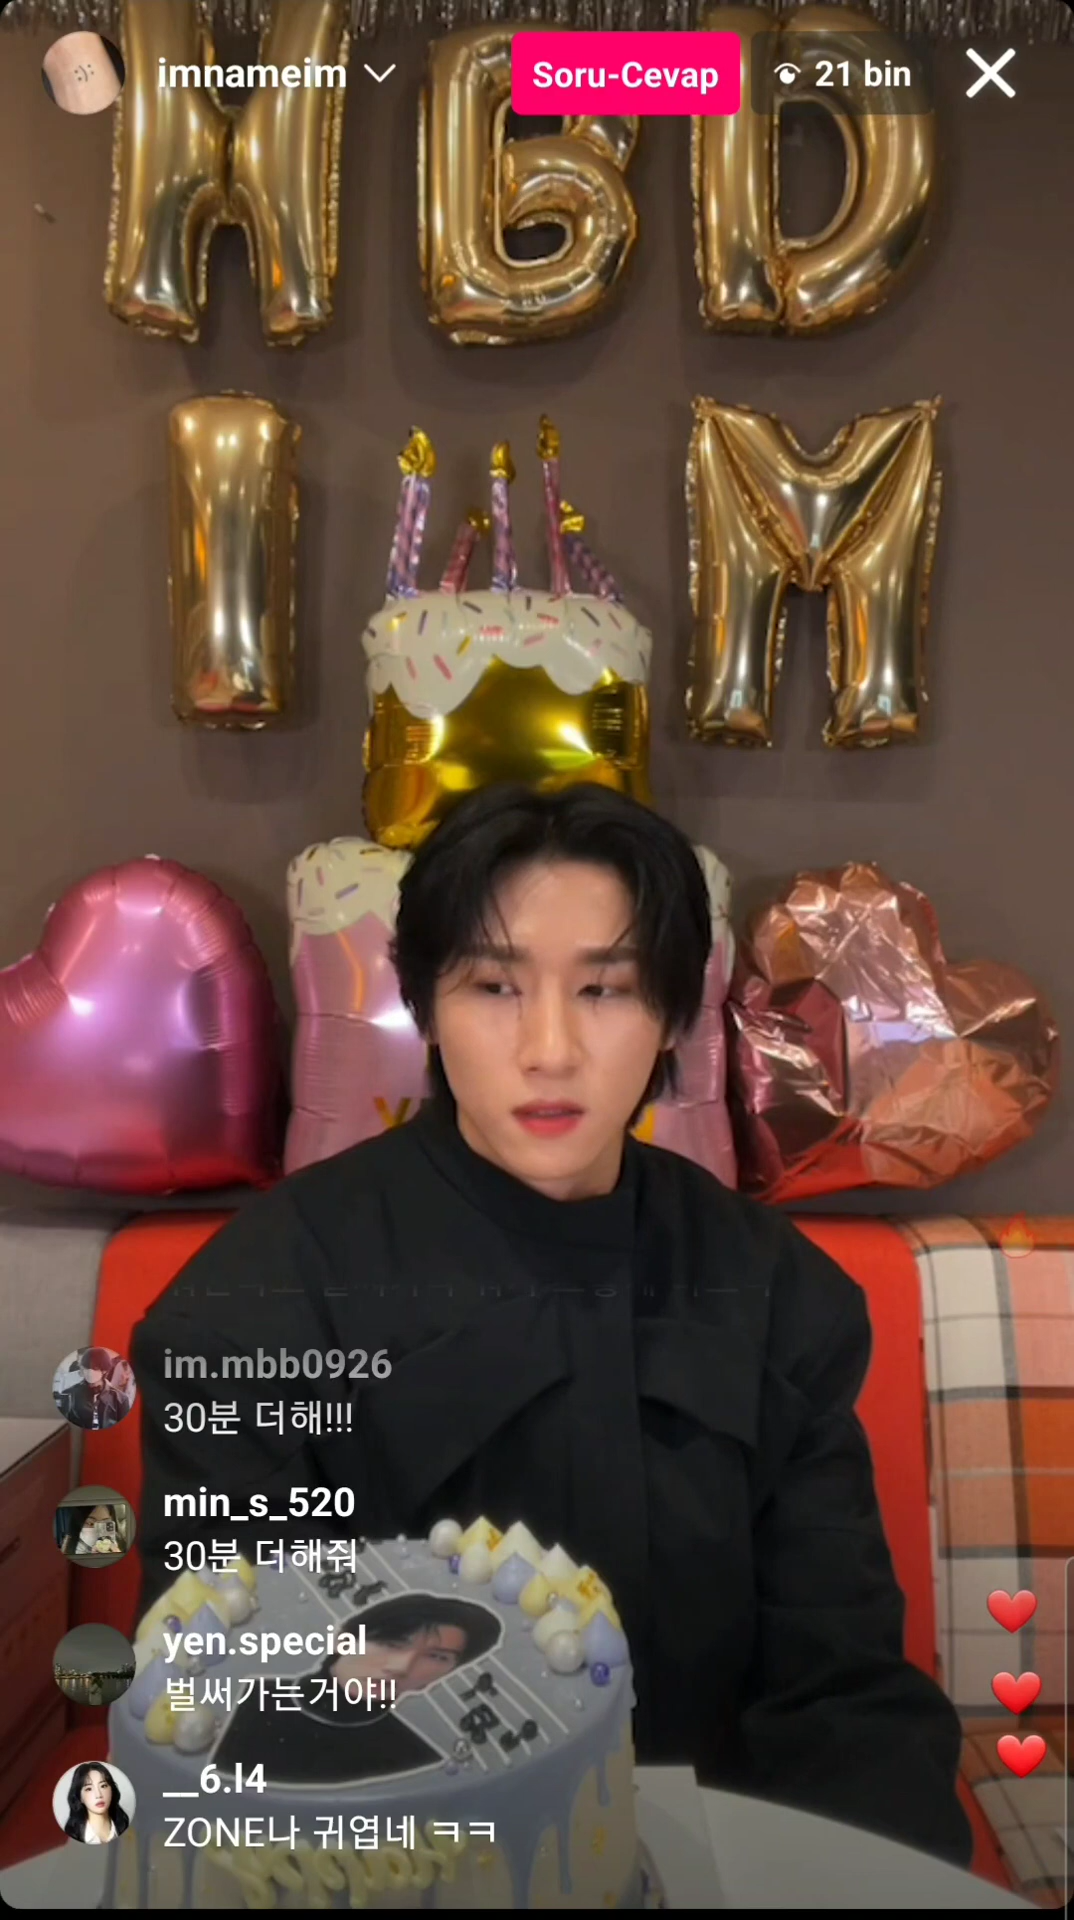 imnameim
Soru-Cevap
21 bin
HBD
I M
im.mbb0926
30분 더해!!!
min_s_520
30분 더해줘
yen.special
벌써가는거야!!
__6.l4
ZONE나 귀엽네 ㅋㅋ
Happy